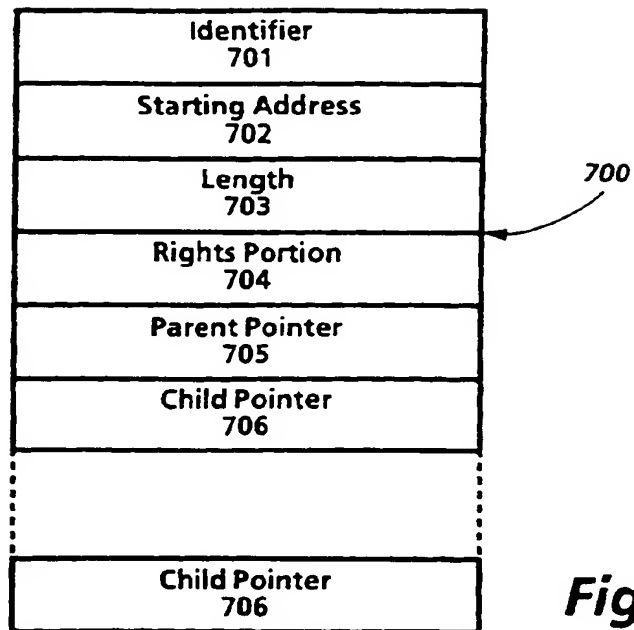 Identifier
701
Starting Address
702
Length
703
700
Rights Portion
704
Parent Pointer
705
Child Pointer
706
Child Pointer
706
Fig